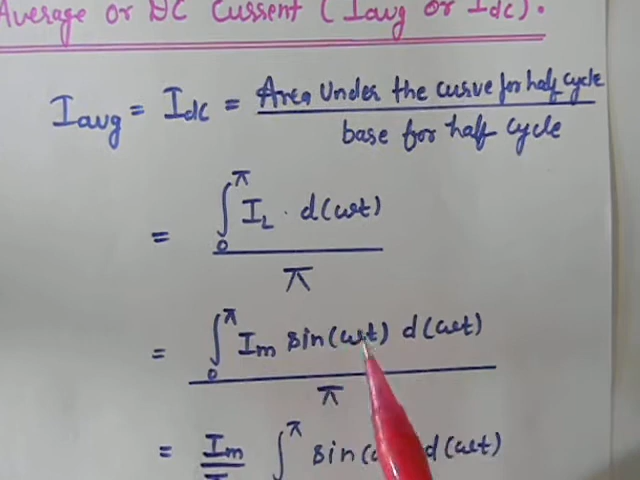 Average or DC Current (Iavg or Idc).
Iavg = Idc = Area Under the curve for half cycle
base for half cycle
= ∫₀^π I_L . d(ωt)
π
= ∫₀^π Im sin(ωt) d(ωt)
π
= Im ∫^π sin( d(ωt)